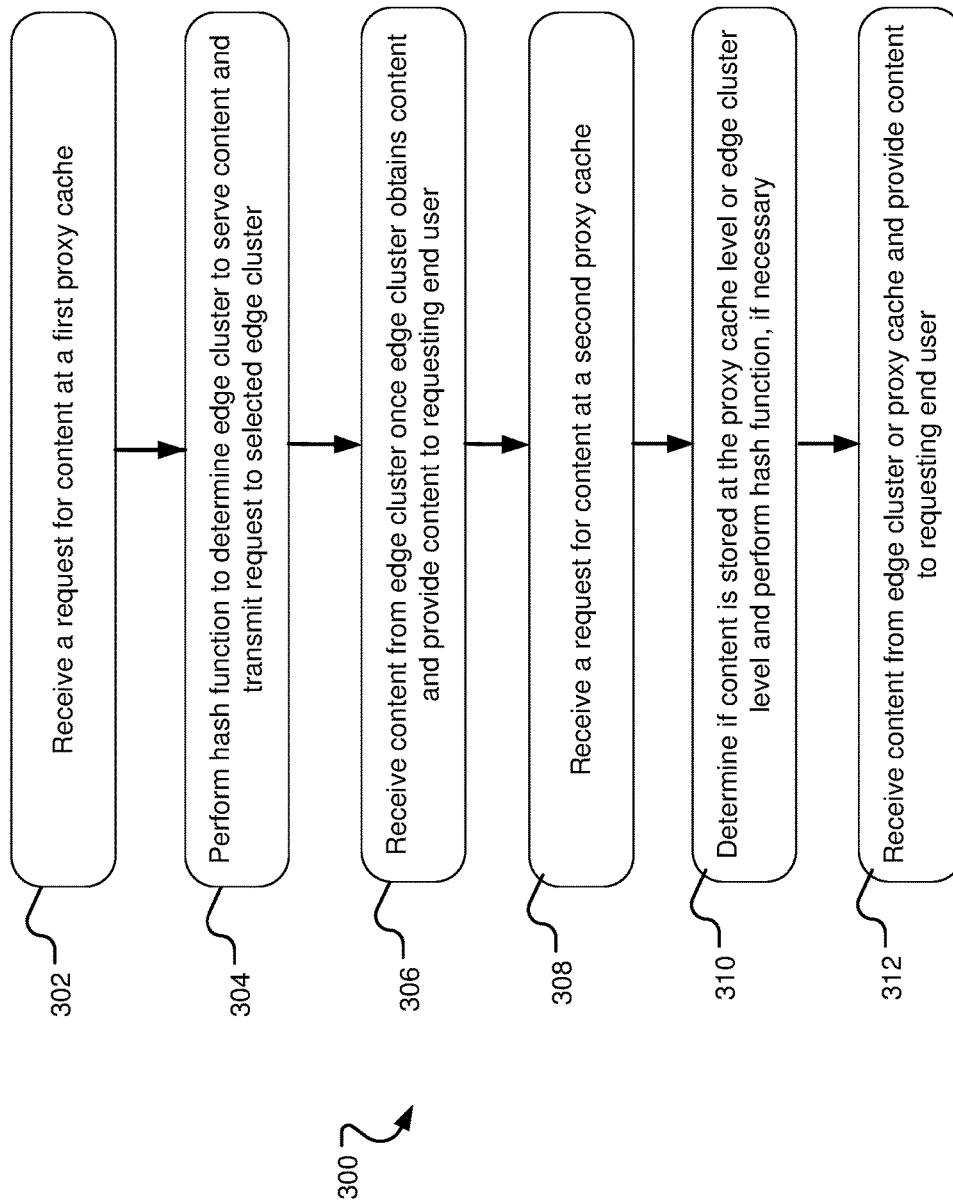 300
302
Receive a request for content at a first proxy cache
304
Perform hash function to determine edge cluster to serve content and
transmit request to selected edge cluster
306
Receive content from edge cluster once edge cluster obtains content
and provide content to requesting end user
308
Receive a request for content at a second proxy cache
310
Determine if content is stored at the proxy cache level or edge cluster
level and perform hash function, if necessary
312
Receive content from edge cluster or proxy cache and provide content
to requesting end user